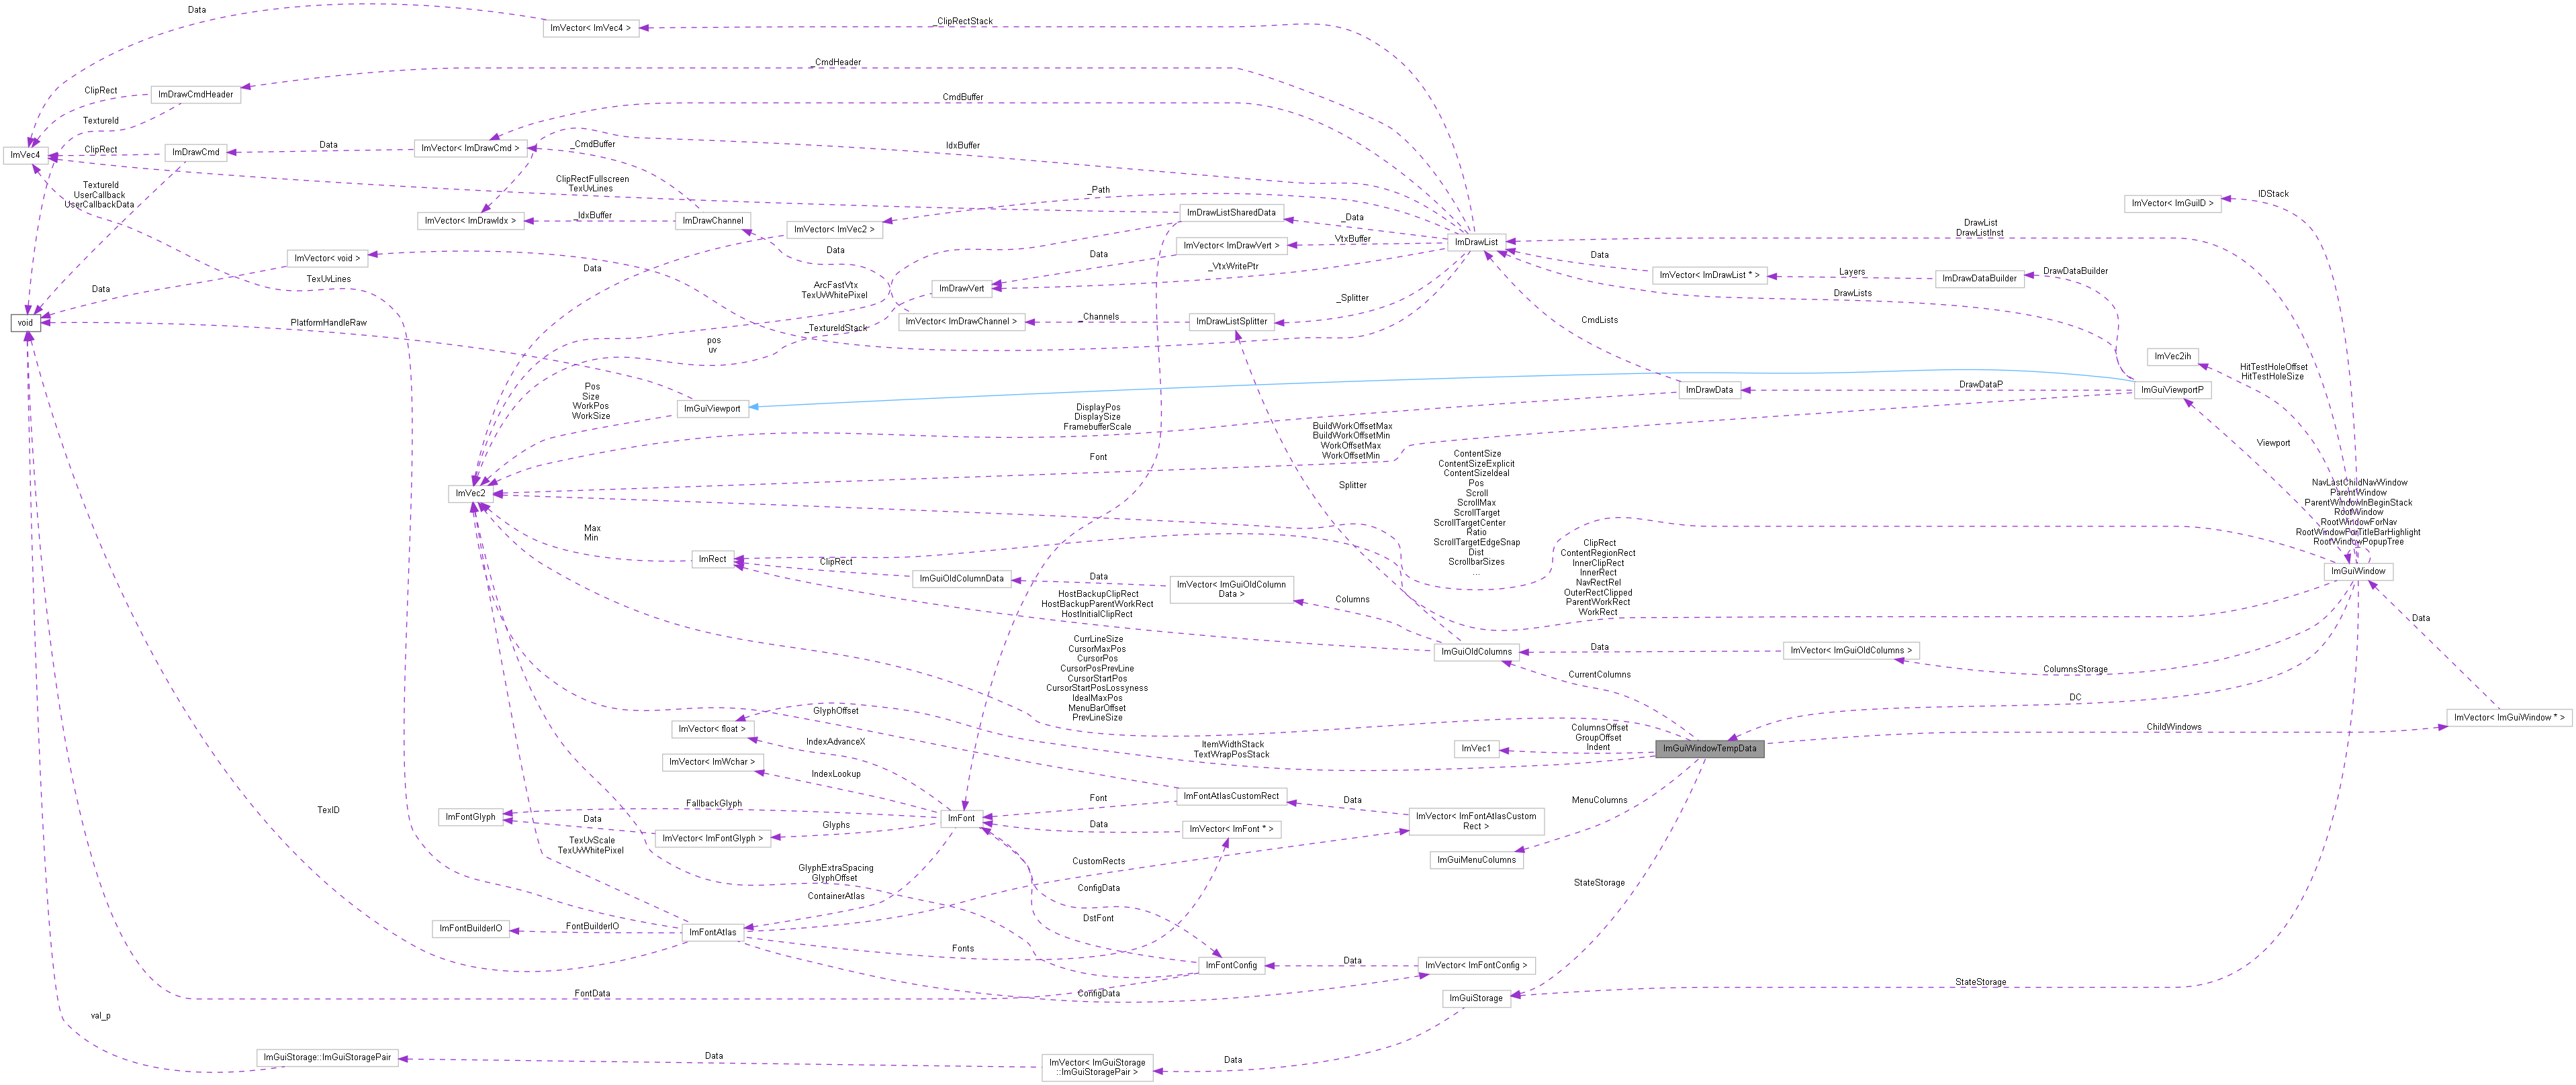 Data
ImVector< ImVec4 >
_ClipRectStack
_CmdHeader
ImDrawCmdHeader
ClipRect
CmdBuffer
TextureId
ImVec4
ClipRect
ImDrawCmd
Data
ImVector< ImDrawCmd >
_CmdBuffer
IdxBuffer
TextureId
UserCallback
UserCallbackData
ClipRectFullscreen
TexUvLines
_Path
IDStack
ImVector< ImGuiID >
ImVector< ImDrawIdx >
_IdxBuffer
ImDrawChannel
ImVector< ImVec2 >
ImDrawListSharedData
_Data
DrawList
DrawListInst
ImVector< void >
Data
ImVector< ImDrawVert >
VtxBuffer
ImDrawList
TexUvLines
Data
Data
Data
_VtxWritePtr
ImVector< ImDrawList * >
Layers
ImDrawDataBuilder
DrawDataBuilder
Data
ArcFastVtx
TexUvWhitePixel
ImDrawVert
DrawLists
_Splitter
void
PlatformHandleRaw
_TextureIdStack
ImVector< ImDrawChannel >
_Channels
ImDrawListSplitter
CmdLists
pos
uv
ImVec2ih
HitTestHoleOffset
HitTestHoleSize
Pos
Size
WorkPos
WorkSize
ImGuiViewport
ImDrawData
DrawDataP
ImGuiViewportP
DisplayPos
DisplaySize
FramebufferScale
BuildWorkOffsetMax
BuildWorkOffsetMin
WorkOffsetMax
WorkOffsetMin
Font
Viewport
ContentSize
ContentSizeExplicit
ContentSizeIdeal
Pos
Scroll
ScrollMax
ScrollTarget
ScrollTargetCenter
Ratio
ScrollTargetEdgeSnap
Dist
ScrollbarSizes
...
ImVec2
Splitter
NavLastChildNavWindow
ParentWindow
ParentWindowInBeginStack
RootWindow
RootWindowForNav
RootWindowForTitleBarHighlight
RootWindowPopupTree
Max
Min
ImRect
ClipRect
ImGuiOldColumnData
Data
ImVector< ImGuiOldColumn
Data >
ClipRect
ContentRegionRect
InnerClipRect
InnerRect
NavRectRel
OuterRectClipped
ParentWorkRect
WorkRect
ImGuiWindow
HostBackupClipRect
HostBackupParentWorkRect
HostInitialClipRect
Columns
Data
CurrLineSize
CursorMaxPos
CursorPos
CursorPosPrevLine
CursorStartPos
CursorStartPosLossyness
IdealMaxPos
MenuBarOffset
PrevLineSize
ImGuiOldColumns
Data
ImVector< ImGuiOldColumns >
ColumnsStorage
CurrentColumns
DC
GlyphOffset
ImVector< float >
ImVector< ImGuiWindow * >
ChildWindows
IndexAdvanceX
ItemWidthStack
TextWrapPosStack
ImVec1
ColumnsOffset
GroupOffset
Indent
ImGuiWindowTempData
ImVector< ImWchar >
IndexLookup
ImFontAtlasCustomRect
Font
Data
MenuColumns
FallbackGlyph
ImFontGlyph
Data
ImVector< ImFontGlyph >
Glyphs
ImFont
Data
ImVector< ImFont * >
ImVector< ImFontAtlasCustom
Rect >
TexID
TexUvScale
TexUvWhitePixel
CustomRects
ImGuiMenuColumns
GlyphExtraSpacing
GlyphOffset
ContainerAtlas
ConfigData
StateStorage
DstFont
ImFontBuilderIO
FontBuilderIO
ImFontAtlas
Fonts
ImFontConfig
Data
ImVector< ImFontConfig >
FontData
ConfigData
ImGuiStorage
StateStorage
val_p
ImGuiStorage::ImGuiStoragePair
Data
ImVector< ImGuiStorage
::ImGuiStoragePair >
Data